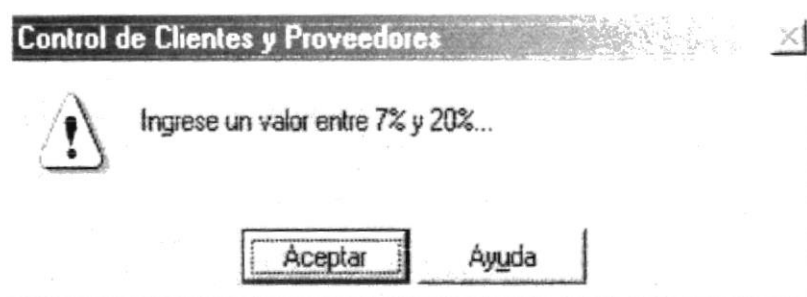 Control de Clientes y Proveedores
Ingrese un valor entre 7% y 20%...
Aceptar Ayuda